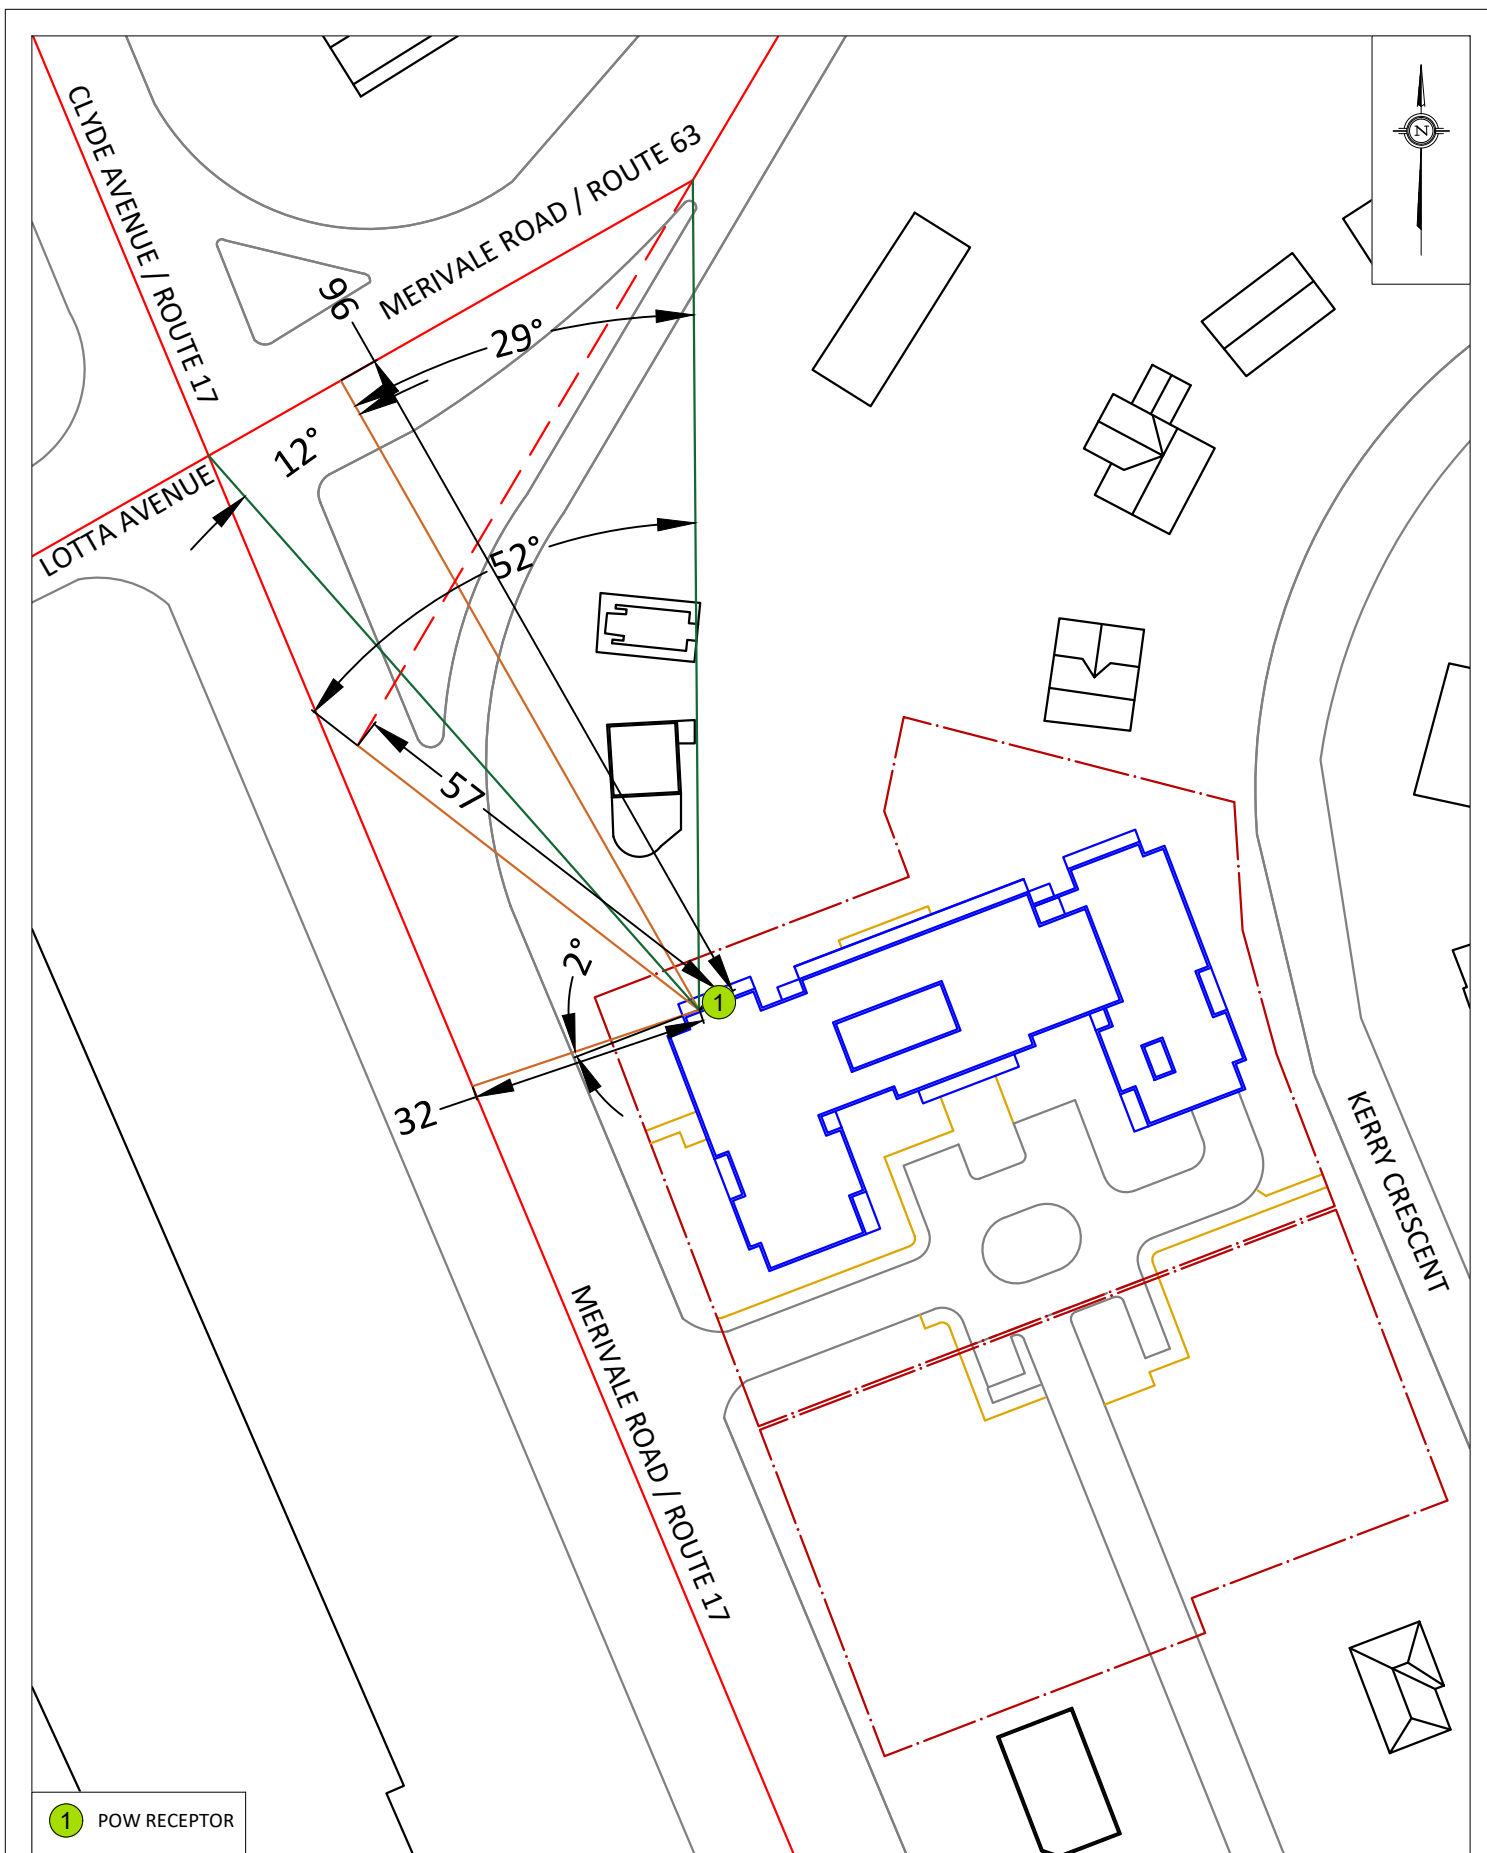 CLYDE AVENUE / ROUTE 17
MERIVALE ROAD / ROUTE 63
N
96
29°
12°
LOTTA AVENUE
52°
57
2°
1
32
KERRY CRESCENT
MERIVALE ROAD / ROUTE 17
1 POW RECEPTOR